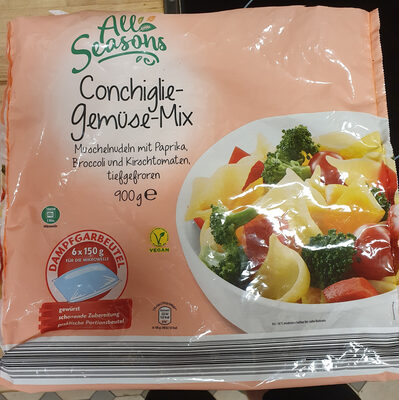 All
Seasons
Conchiglie-
gemüse-Mix
Muschelnudeln mit Paprika,
Broccoli und Kirschtomaten,
tiefgefroren
900g e
DAMPFGARBEUTEL
6 x 150 g
FÜR DIE MIKROWELLE
gewürzt
schonende Zubereitung
praktische Portionsbeutel
VEGAN